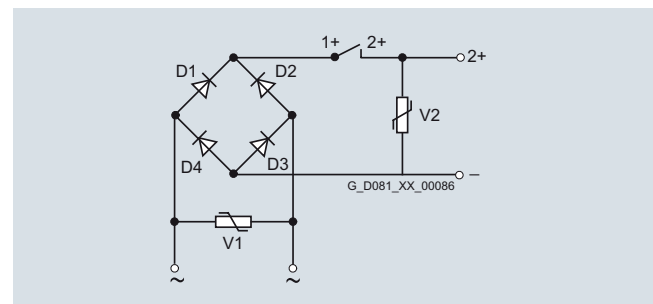 1+ 2+
2+
D1 D2
V2
D4 D3
–
G_D081_XX_00086
V1
~ ~